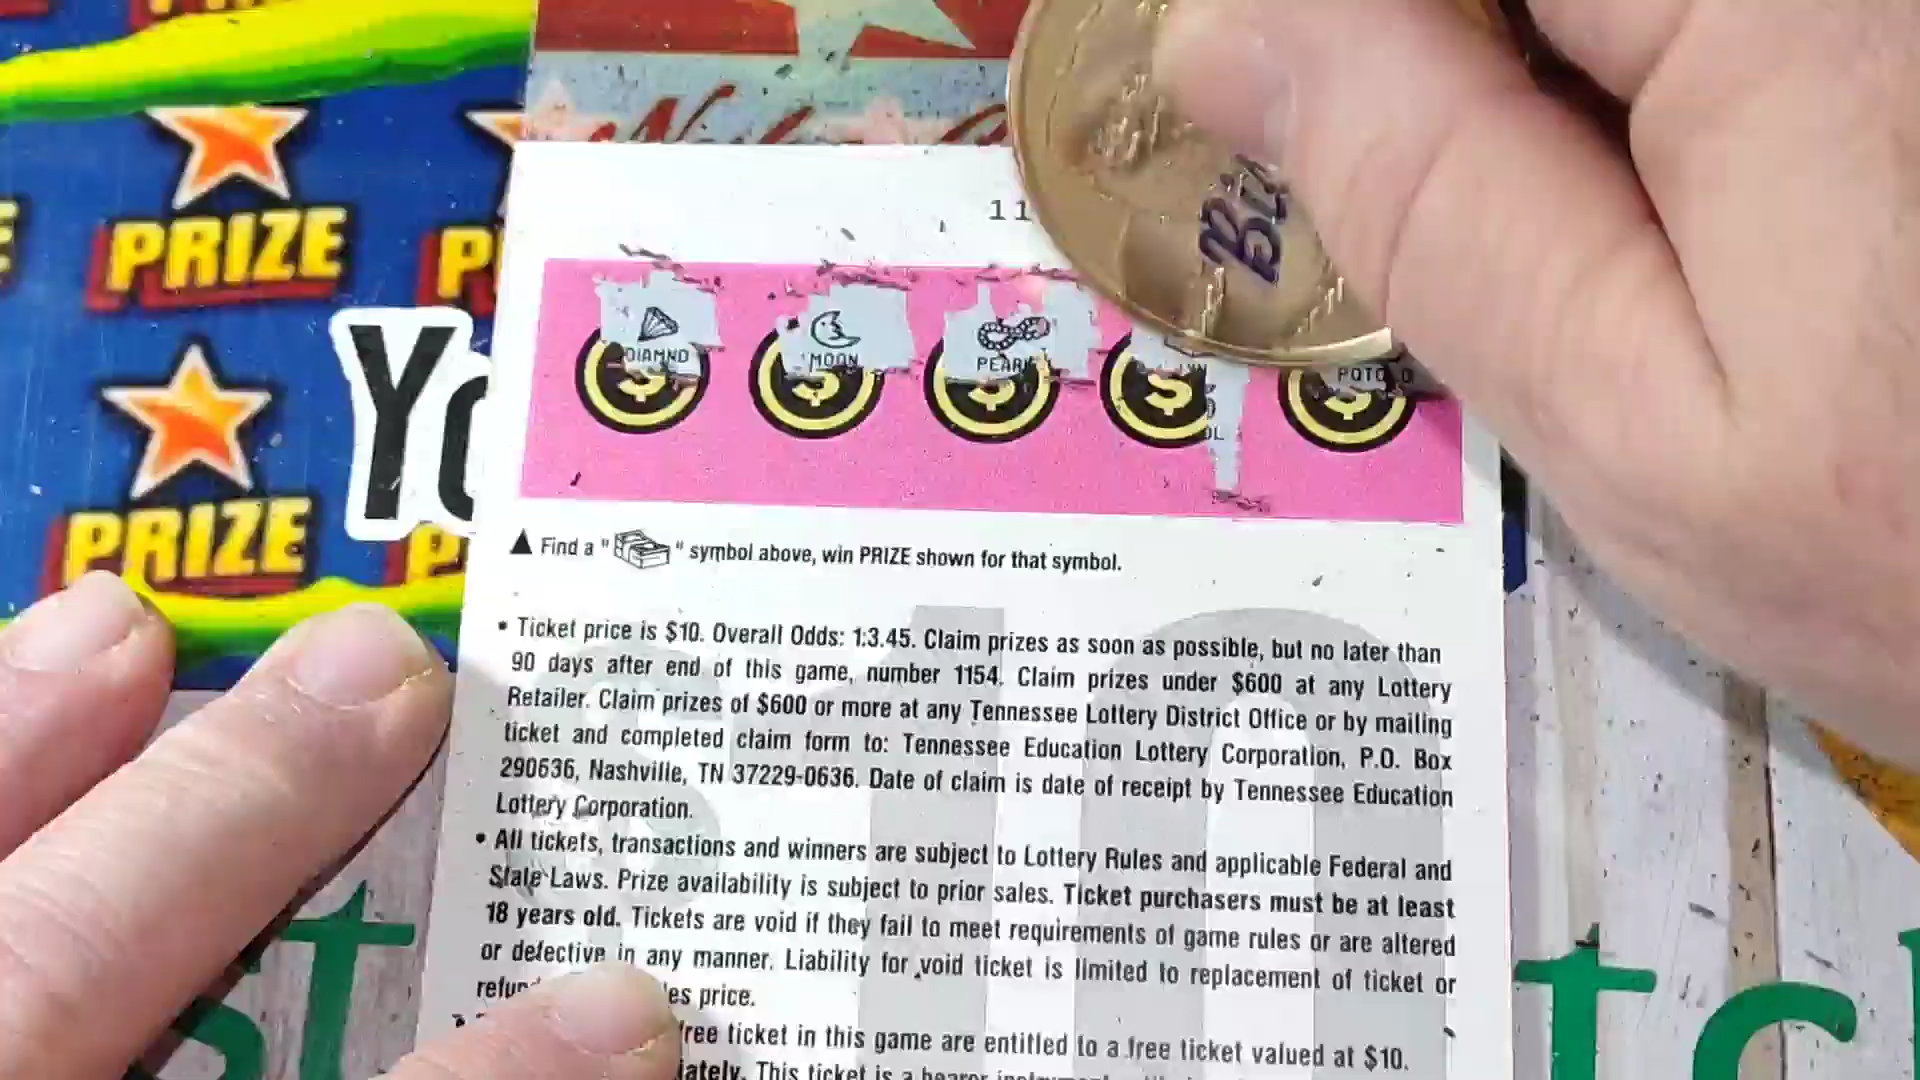 PRIZE
PRIZE
11
DIAMND
MOON
PEAR
$ $ $ $ $
▲ Find a " " symbol above, win PRIZE shown for that symbol.
• Ticket price is $10. Overall Odds: 1:3.45. Claim prizes as soon as possible, but no later than
90 days after end of this game, number 1154. Claim prizes under $600 at any Lottery
Retailer. Claim prizes of $600 or more at any Tennessee Lottery District Office or by mailing
ticket and completed claim form to: Tennessee Education Lottery Corporation, P.O. Box
290636, Nashville, TN 37229-0636. Date of claim is date of receipt by Tennessee Education
Lottery Corporation.
• All tickets, transactions and winners are subject to Lottery Rules and applicable Federal and
State Laws. Prize availability is subject to prior sales. Ticket purchasers must be at least
18 years old. Tickets are void if they fail to meet requirements of game rules or are altered
or defective in any manner. Liability for void ticket is limited to replacement of ticket or
price.
free ticket in this game are entitled to a free ticket valued at $10.
This ticket is a bearer